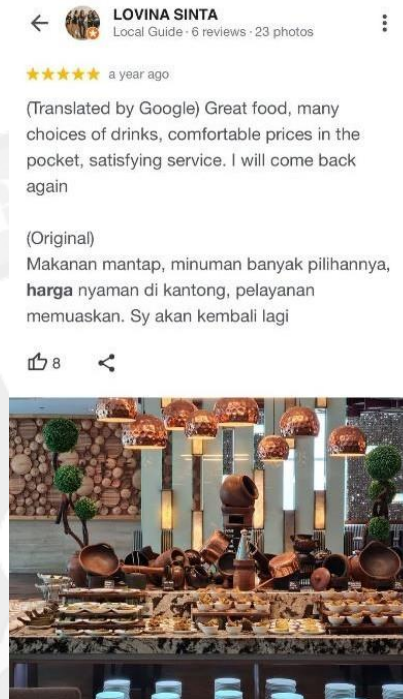 LOVINA SINTA
Local Guide · 6 reviews · 23 photos
a year ago
(Translated by Google) Great food, many
choices of drinks, comfortable prices in the
pocket, satisfying service. I will come back
again
(Original)
Makanan mantap, minuman banyak pilihannya,
harga nyaman di kantong, pelayanan
memuaskan. Sy akan kembali lagi
8